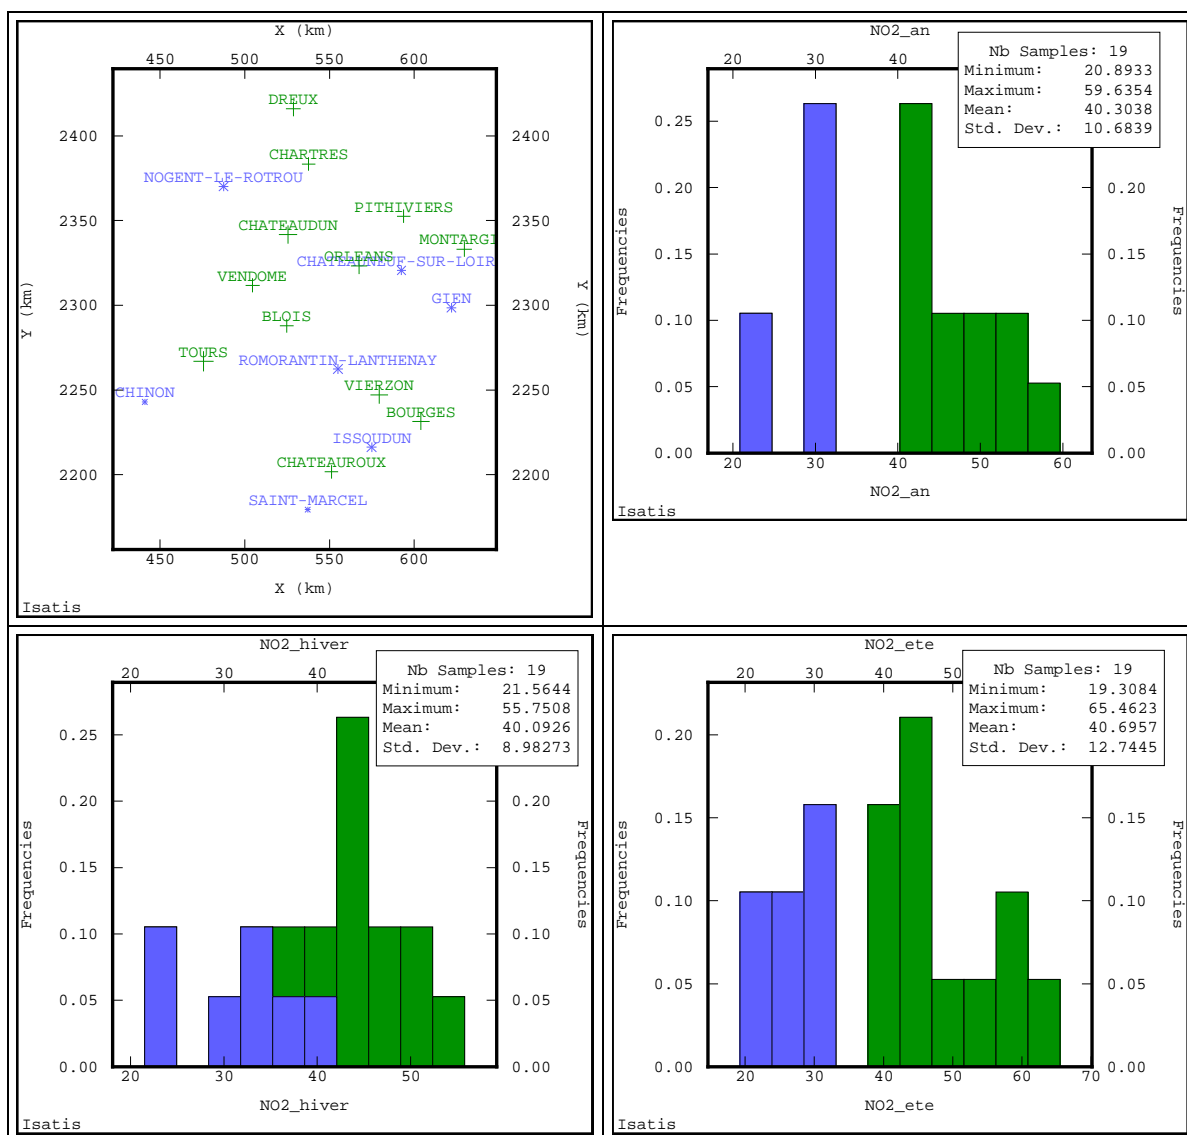 X (km)
450 500 550 600
DREUX
2400 2400
CHARTRES
NOGENT-LE-ROTROU
2350 2350
PITHIVIERS
CHATEAUDUN
MONTARGI
ORLEANS
CHATEAUNEUF-SUR-LOIR
VENDOME
GIEN
2300 2300
Y (km) Y (km)
BLOIS
TOURS
ROMORANTIN-LANTHENAY
2250 2250
CHINON
VIERZON
BOURGES
ISSOUDUN
CHATEAUROUX
2200 2200
SAINT-MARCEL
450 500 550 600
X (km)
Isatis
NO2_an
20 30 40
Nb Samples: 19
Minimum: 20.8933
Maximum: 59.6354
Mean: 40.3038
Std. Dev.: 10.6839
0.25
0.20 0.20
0.15 0.15
0.10 0.10
0.05 0.05
0.00 0.00
Frequencies Frequencies
20 30 40 50 60
NO2_an
Isatis
NO2_hiver
20 30 40
Nb Samples: 19
Minimum: 21.5644
Maximum: 55.7508
Mean: 40.0926
Std. Dev.: 8.98273
0.25
0.20 0.20
0.15 0.15
0.10 0.10
0.05 0.05
0.00 0.00
Frequencies Frequencies
20 30 40 50
NO2_hiver
Isatis
NO2_ete
20 30 40 50
Nb Samples: 19
Minimum: 19.3084
Maximum: 65.4623
Mean: 40.6957
Std. Dev.: 12.7445
0.20
0.15 0.15
0.10 0.10
0.05 0.05
0.00 0.00
Frequencies Frequencies
20 30 40 50 60 70
NO2_ete
Isatis